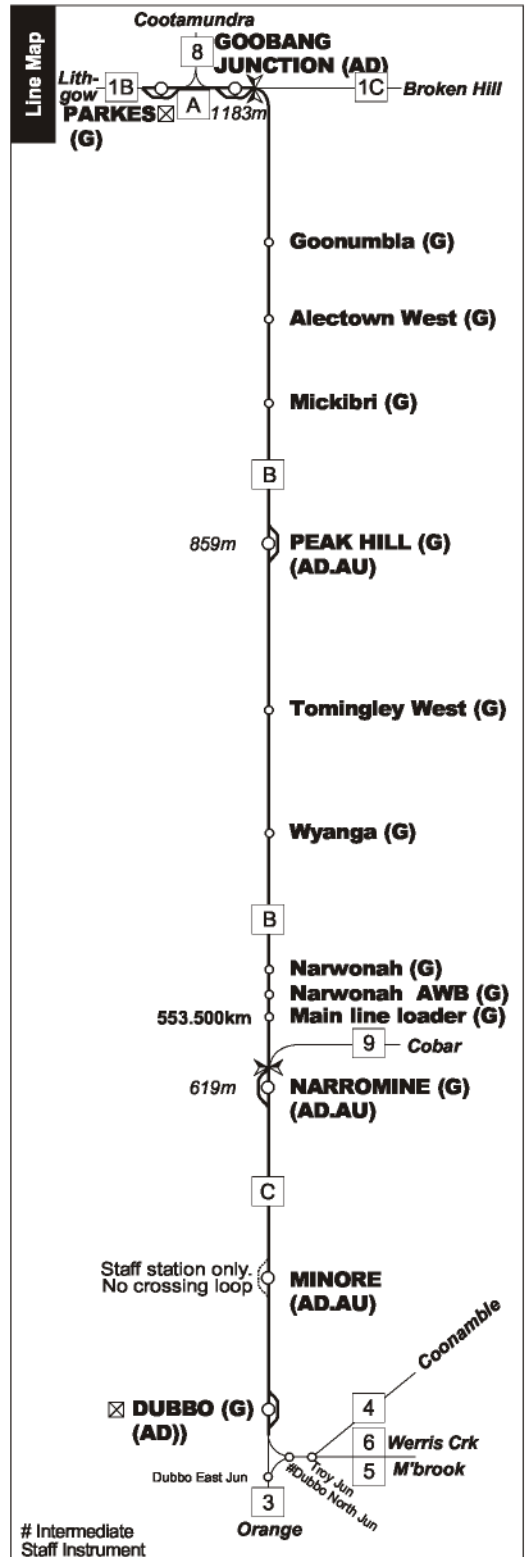 Line Map
Cootamundra
8
GOOBANG
JUNCTION (AD)
Lith-
gow
1B
1C
Broken Hill
PARKES
(G)
A
1183m
Goonumbla (G)
Alectown West (G)
Mickibri (G)
B
859m
PEAK HILL (G)
(AD.AU)
Tomingley West (G)
Wyanga (G)
B
Narwonah (G)
Narwonah AWB (G)
553.500km
Main line loader (G)
9
Cobar
619m
NARROMINE (G)
(AD.AU)
C
Staff station only.
No crossing loop
MINORE
(AD.AU)
Coonamble
DUBBO (G)
(AD))
4
6
Werris Crk
5
M'brook
Troy Jun
#Dubbo North Jun
Dubbo East Jun
3
Orange
# Intermediate
Staff Instrument